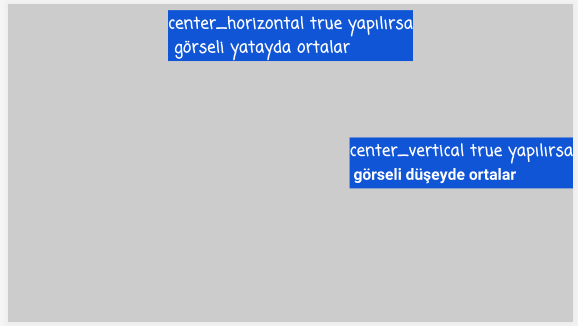 center_horizontal true yapılırsa
görseli yatayda ortalar
center_vertical true yapılırsa
görseli düşeyde ortalar